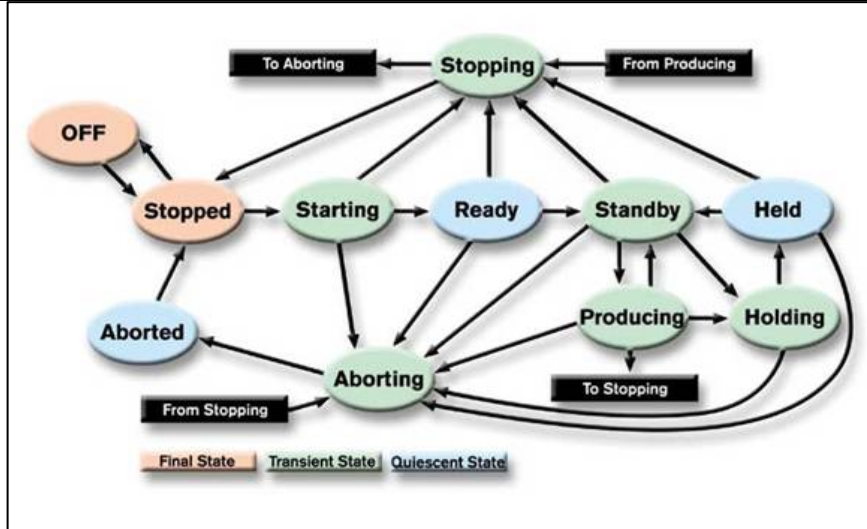 To Aborting
Stopping
From Producing
OFF
Stopped
Starting
Ready
Standby
Held
Aborted
Producing
Holding
Aborting
To Stopping
From Stopping
Final State
Transient State
Quiescent State